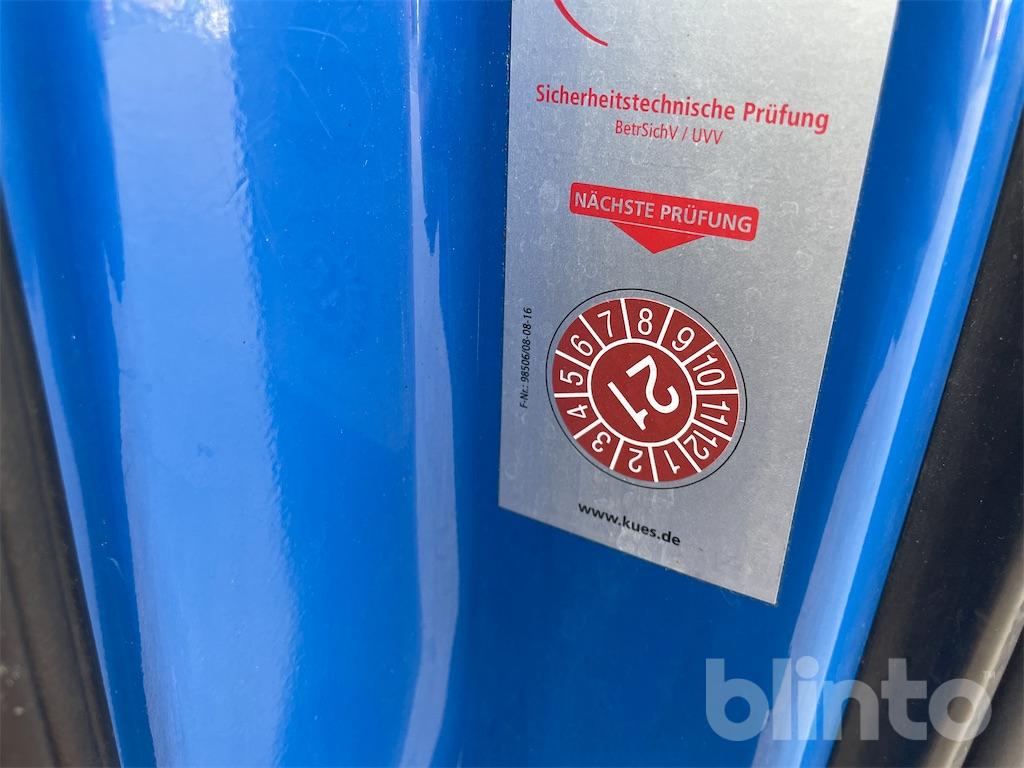 Sicherheitstechnische Prüfung
BetrSichV / UVV
NÄCHSTE PRÜFUNG
F-Nr.: 98506/08-08-16
1 2 3 4 5 6 7 8 9 10 11 12
21
www.kues.de
blinto